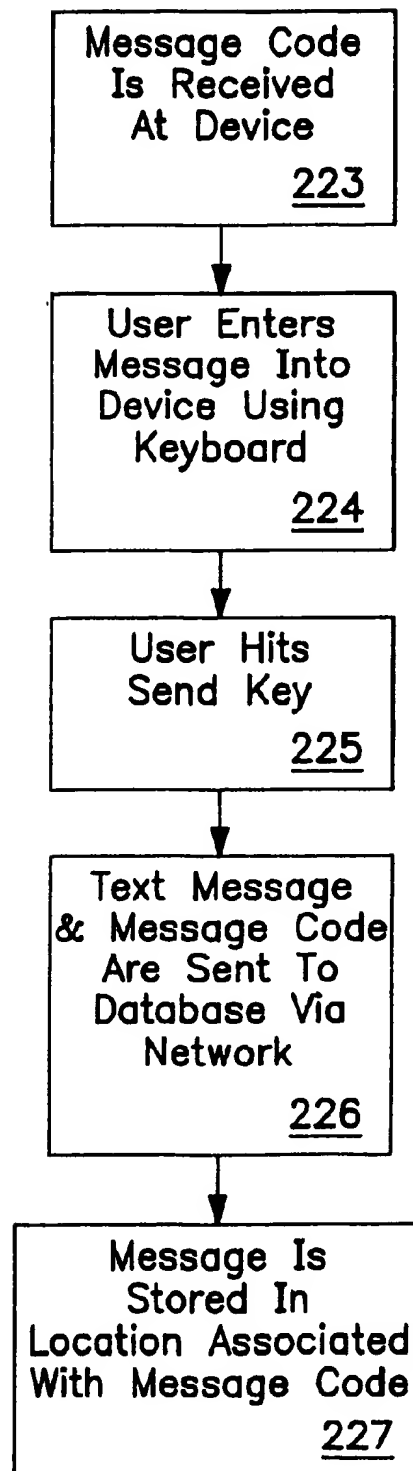 Message Code
Is Received
At Device
223
User Enters
Message Into
Device Using
Keyboard
224
User Hits
Send Key
225
Text Message
& Message Code
Are Sent To
Database Via
Network
226
Message Is
Stored In
Location Associated
With Message Code
227